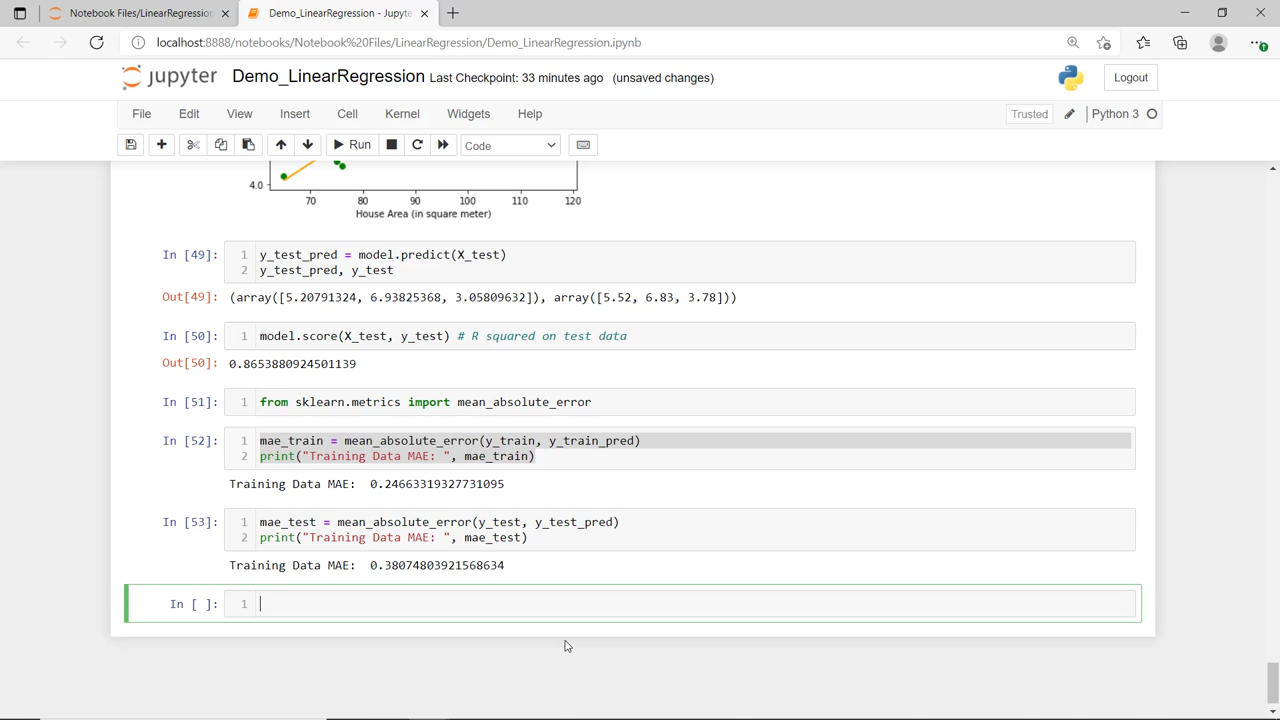 Notebook Files/LinearRegression
Demo_LinearRegression - Jupyte
localhost:8888/notebooks/Notebook%20Files/LinearRegression/Demo_LinearRegression.ipynb
jupyter Demo_LinearRegression Last Checkpoint: 33 minutes ago (unsaved changes) Logout
File Edit View Insert Cell Kernel Widgets Help Trusted Python 3
Run Code
4.0
70 80 90 100 110 120
House Area (in square meter)
In [49]: 1 y_test_pred = model.predict(X_test)
2 y_test_pred, y_test
Out[49]: (array([5.20791324, 6.93825368, 3.05809632]), array([5.52, 6.83, 3.78]))
In [50]: 1 model.score(X_test, y_test) # R squared on test data
Out[50]: 0.8653880924501139
In [51]: 1 from sklearn.metrics import mean_absolute_error
In [52]: 1 mae_train = mean_absolute_error(y_train, y_train_pred)
2 print("Training Data MAE: ", mae_train)
Training Data MAE:  0.24663319327731095
In [53]: 1 mae_test = mean_absolute_error(y_test, y_test_pred)
2 print("Training Data MAE: ", mae_test)
Training Data MAE:  0.38074803921568634
In [ ]: 1